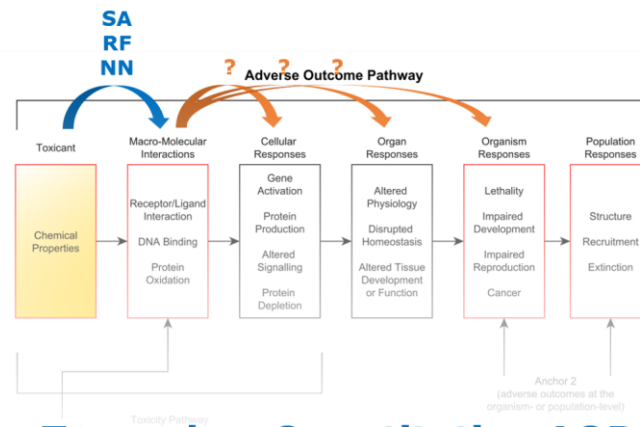 SA
RF
NN
? ? ?
Adverse Outcome Pathway
Toxicant
Macro-Molecular
Interactions
Cellular
Responses
Organ
Responses
Organism
Responses
Population
Responses
Chemical
Properties
Receptor/Ligand
Interaction
DNA Binding
Protein
Oxidation
Gene
Activation
Protein
Production
Altered
Signalling
Protein
Depletion
Altered
Physiology
Disrupted
Homeostasis
Altered Tissue
Development
or Function
Lethality
Impaired
Development
Impaired
Reproduction
Cancer
Structure
Recruitment
Extinction
Toxicity Pathway
Anchor 2
(adverse outcomes at the
organism- or population-level)